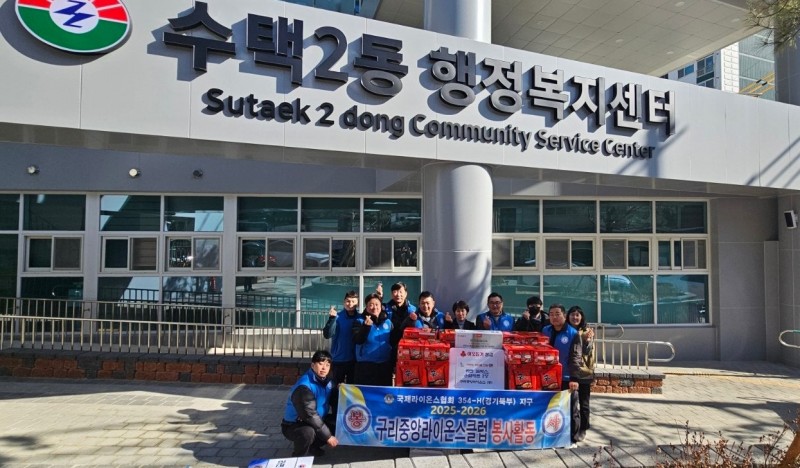 수택2동 행정복지센터
Sutaek 2 dong Community Service Center
국제라이온스협회 354-H(경기북부) 지구
2025-2026
구리중앙라이온스클럽 봉사활동
봉
사